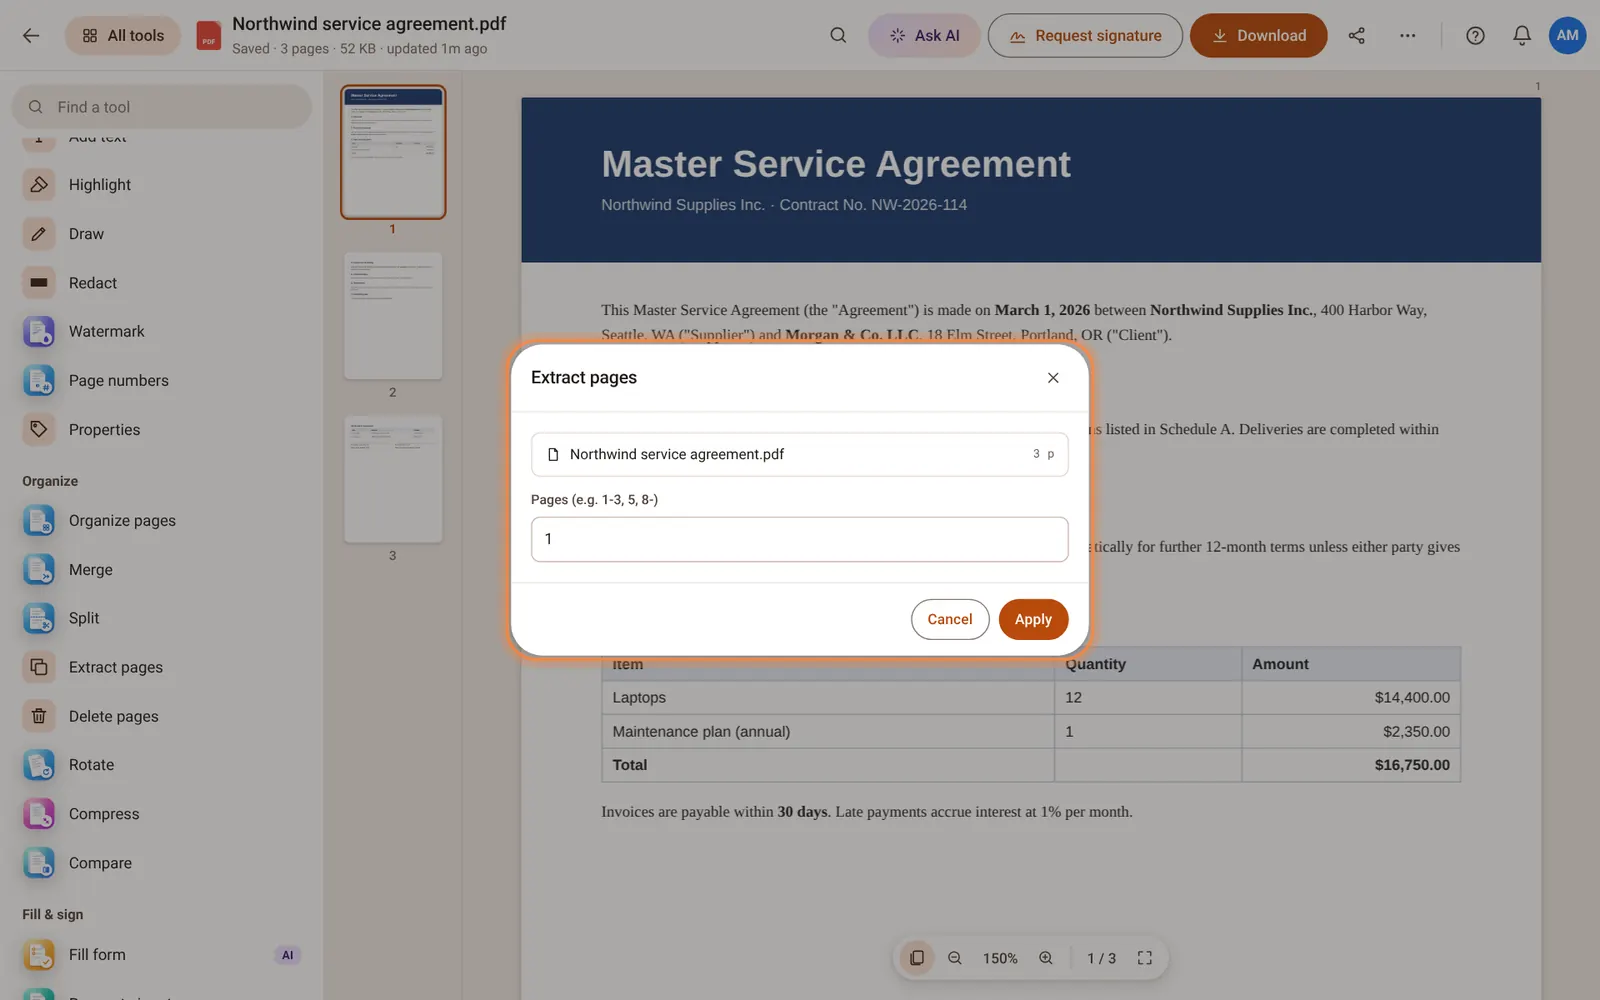 All tools
PDF
Northwind service agreement.pdf
Saved · 3 pages · 52 KB · updated 1m ago
Ask AI
Request signature
Download
AM
Find a tool
Add text
Highlight
Draw
Redact
Watermark
Page numbers
Properties
Organize
Organize pages
Merge
Split
Extract pages
Delete pages
Rotate
Compress
Compare
Fill & sign
Fill form
AI
1
2
3
1
Master Service Agreement
Northwind Supplies Inc. · Contract No. NW-2026-114
This Master Service Agreement (the "Agreement") is made on March 1, 2026 between Northwind Supplies Inc., 400 Harbor Way,
Seattle, WA ("Supplier") and Morgan & Co. LLC, 18 Elm Street, Portland, OR ("Client").
listed in Schedule A. Deliveries are completed within
for further 12-month terms unless either party gives
Extract pages
Northwind service agreement.pdf
3 p
Pages (e.g. 1-3, 5, 8-)
1
Cancel
Apply
Item Quantity Amount
Laptops 12 $14,400.00
Maintenance plan (annual) 1 $2,350.00
Total $16,750.00
Invoices are payable within 30 days. Late payments accrue interest at 1% per month.
150%
1 / 3